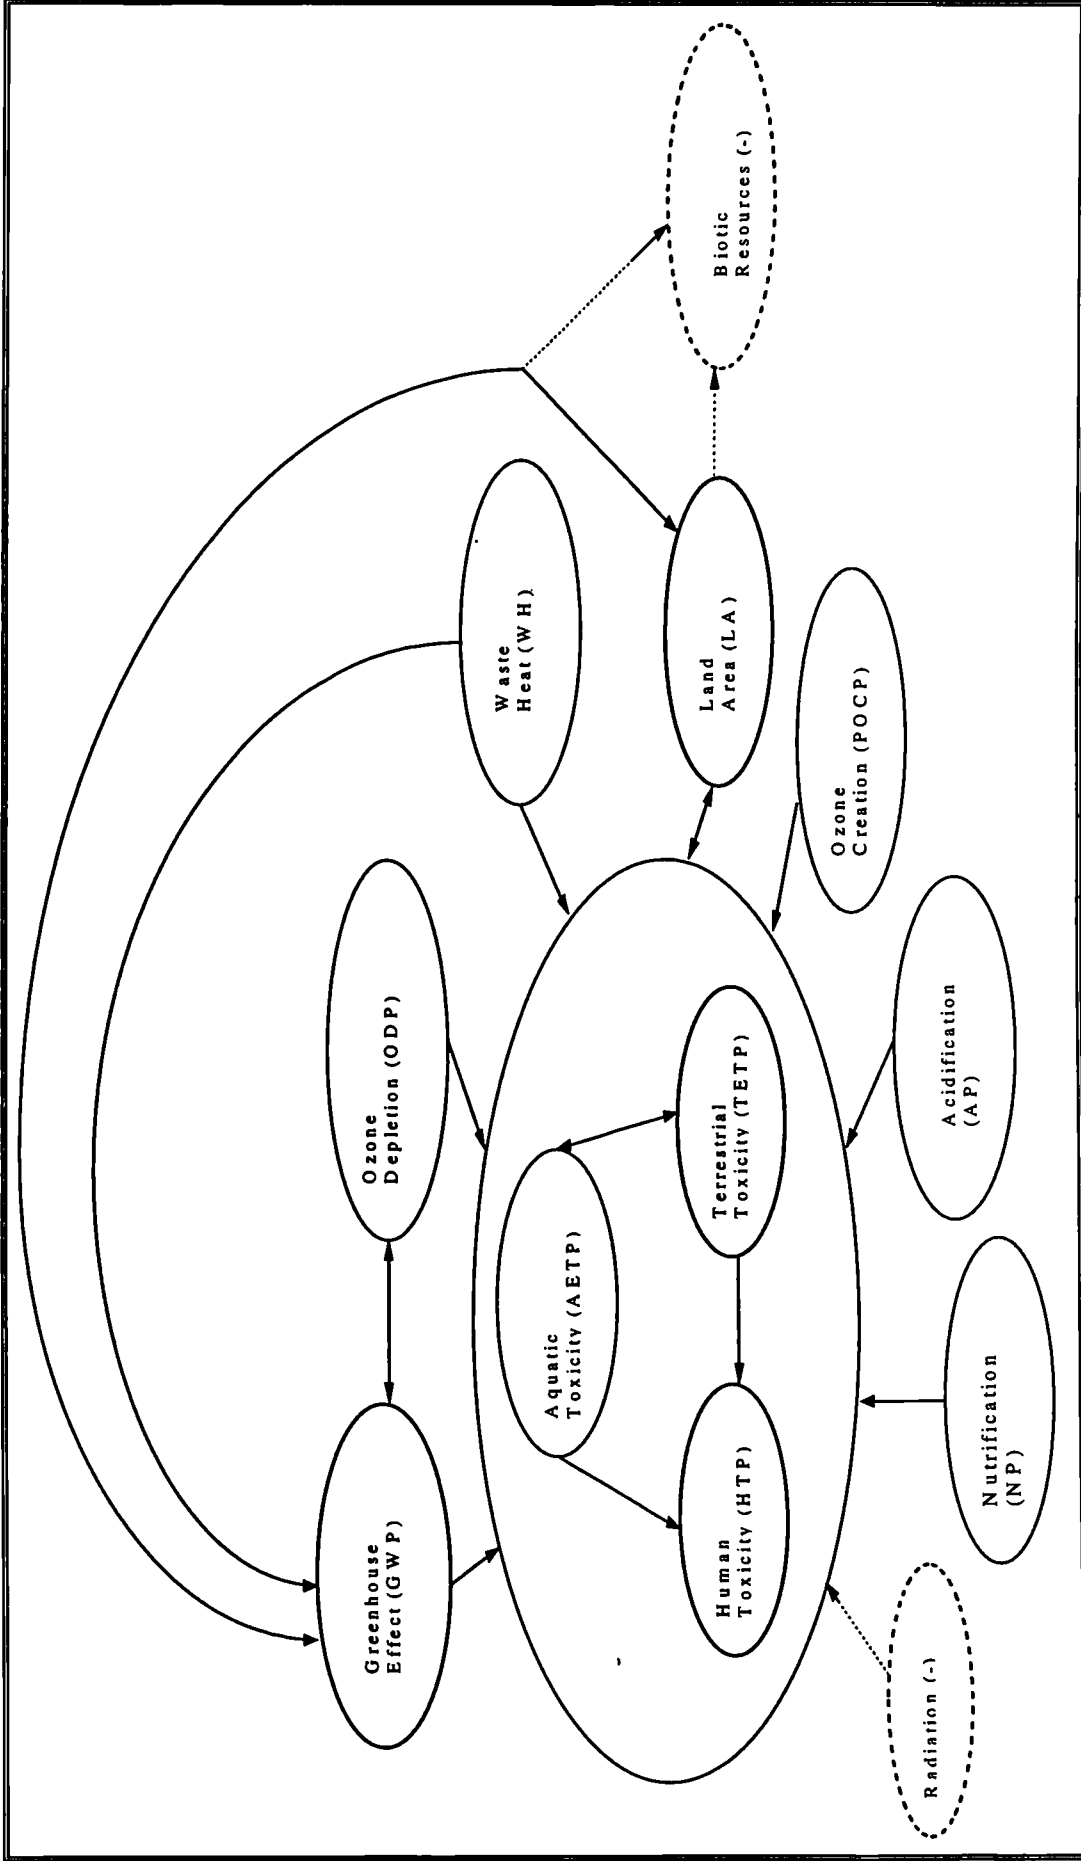 Greenhouse
Effect (GWP)
Ozone
Depletion (ODP)
Waste
Heat (WH)
Aquatic
Toxicity (AETP)
Human
Toxicity (HTP)
Terrestrial
Toxicity (TETP)
Land
Area (LA)
Biotic
Resources (-)
Ozone
Creation (POCP)
Radiation (-)
Nutrification
(NP)
Acidification
(AP)